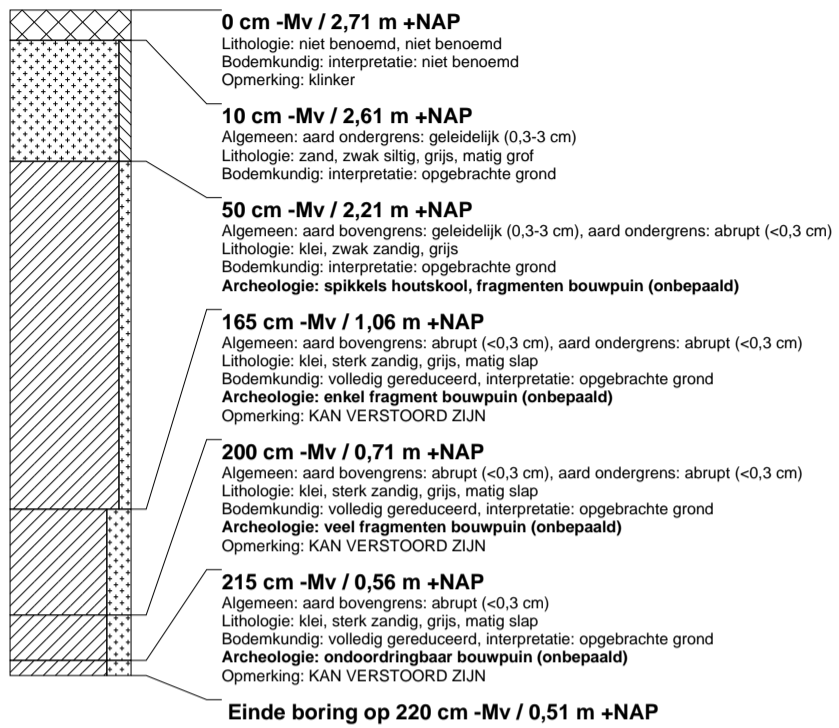 0 cm -Mv / 2,71 m +NAP
Lithologie: niet benoemd, niet benoemd
Bodemkundig: interpretatie: niet benoemd
Opmerking: klinker
10 cm -Mv / 2,61 m +NAP
Algemeen: aard ondergrens: geleidelijk (0,3-3 cm)
Lithologie: zand, zwak siltig, grijs, matig grof
Bodemkundig: interpretatie: opgebrachte grond
50 cm -Mv / 2,21 m +NAP
Algemeen: aard bovengrens: geleidelijk (0,3-3 cm), aard ondergrens: abrupt (<0,3 cm)
Lithologie: klei, zwak zandig, grijs
Bodemkundig: interpretatie: opgebrachte grond
Archeologie: spikkels houtskool, fragmenten bouwpuin (onbepaald)
165 cm -Mv / 1,06 m +NAP
Algemeen: aard bovengrens: abrupt (<0,3 cm), aard ondergrens: abrupt (<0,3 cm)
Lithologie: klei, sterk zandig, grijs, matig slap
Bodemkundig: volledig gereduceerd, interpretatie: opgebrachte grond
Archeologie: enkel fragment bouwpuin (onbepaald)
Opmerking: KAN VERSTOORD ZIJN
200 cm -Mv / 0,71 m +NAP
Algemeen: aard bovengrens: abrupt (<0,3 cm), aard ondergrens: abrupt (<0,3 cm)
Lithologie: klei, sterk zandig, grijs, matig slap
Bodemkundig: volledig gereduceerd, interpretatie: opgebrachte grond
Archeologie: veel fragmenten bouwpuin (onbepaald)
Opmerking: KAN VERSTOORD ZIJN
215 cm -Mv / 0,56 m +NAP
Algemeen: aard bovengrens: abrupt (<0,3 cm)
Lithologie: klei, sterk zandig, grijs, matig slap
Bodemkundig: volledig gereduceerd, interpretatie: opgebrachte grond
Archeologie: ondoordringbaar bouwpuin (onbepaald)
Opmerking: KAN VERSTOORD ZIJN
Einde boring op 220 cm -Mv / 0,51 m +NAP